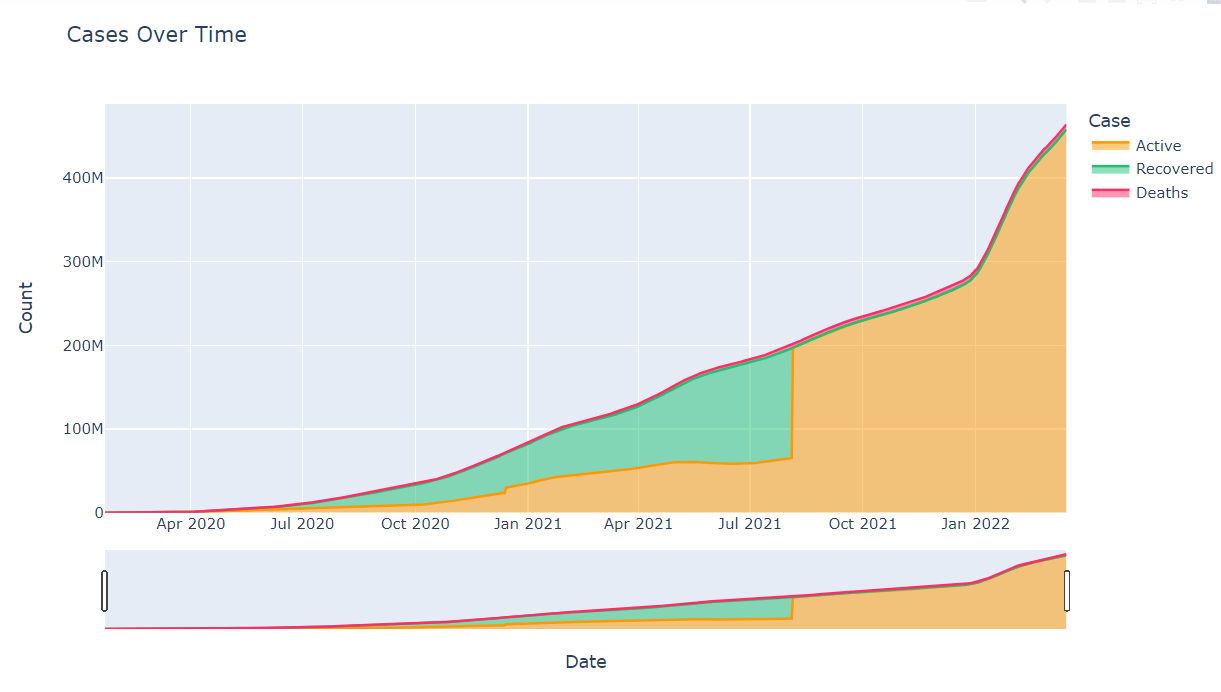 Cases Over Time
Case
Active
Recovered
Deaths
Count
400M
300M
200M
100M
0
Apr 2020 Jul 2020 Oct 2020 Jan 2021 Apr 2021 Jul 2021 Oct 2021 Jan 2022
Date